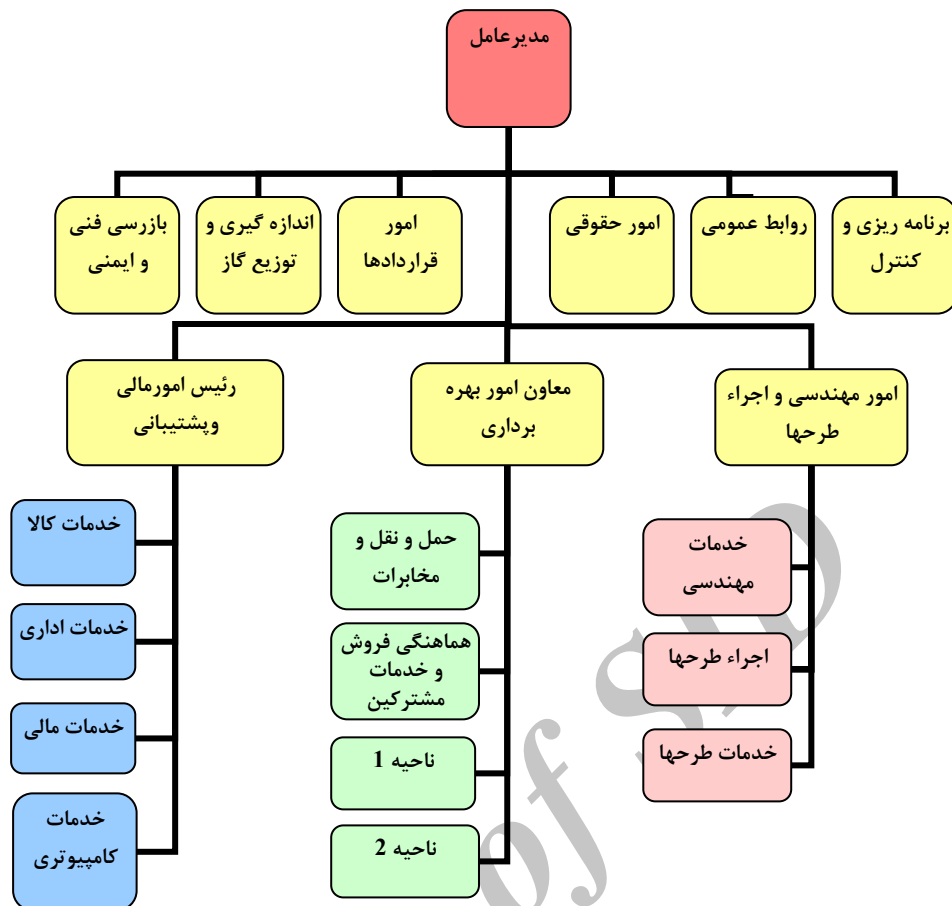 مدیرعامل
برنامه ریزی و
کنترل
روابط عمومی
امور حقوقی
امور
قراردادها
اندازه گیری و
توزیع گاز
بازرسی فنی
و ایمنی
امور مهندسی و اجراء
طرحها
معاون امور بهره
برداری
رئیس امورمالی
وپشتیبانی
خدمات
مهندسی
اجراء طرحها
خدمات طرحها
حمل و نقل و
مخابرات
هماهنگی فروش
و خدمات
مشترکین
ناحیه 1
ناحیه 2
خدمات کالا
خدمات اداری
خدمات مالی
خدمات
کامپیوتری
of SID